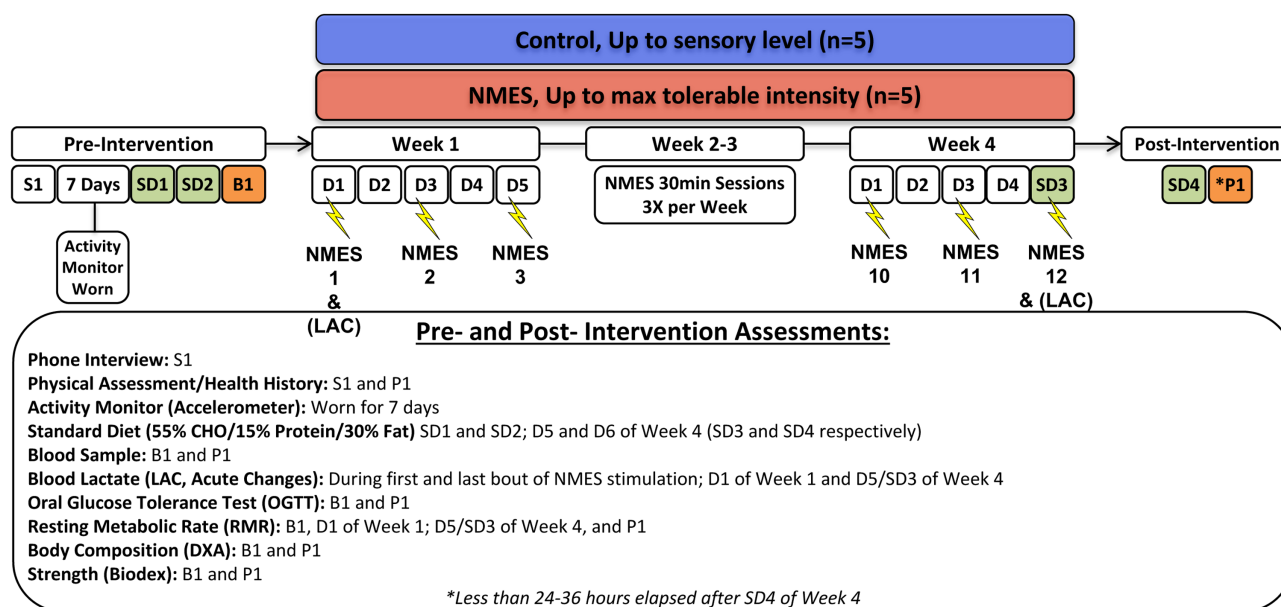 Control, Up to sensory level (n=5)
NMES, Up to max tolerable intensity (n=5)
Pre-Intervention
Week 1
Week 2-3
Week 4
Post-Intervention
S1
7 Days
SD1
SD2
B1
D1
D2
D3
D4
D5
NMES 30min Sessions
3X per Week
D1
D2
D3
D4
SD3
SD4
*P1
Activity
Monitor
Worn
NMES
1
&
(LAC)
NMES
2
NMES
3
NMES
10
NMES
11
NMES
12
& (LAC)
Pre- and Post- Intervention Assessments:
Phone Interview: S1
Physical Assessment/Health History: S1 and P1
Activity Monitor (Accelerometer): Worn for 7 days
Standard Diet (55% CHO/15% Protein/30% Fat) SD1 and SD2; D5 and D6 of Week 4 (SD3 and SD4 respectively)
Blood Sample: B1 and P1
Blood Lactate (LAC, Acute Changes): During first and last bout of NMES stimulation; D1 of Week 1 and D5/SD3 of Week 4
Oral Glucose Tolerance Test (OGTT): B1 and P1
Resting Metabolic Rate (RMR): B1, D1 of Week 1; D5/SD3 of Week 4, and P1
Body Composition (DXA): B1 and P1
Strength (Biodex): B1 and P1
*Less than 24-36 hours elapsed after SD4 of Week 4